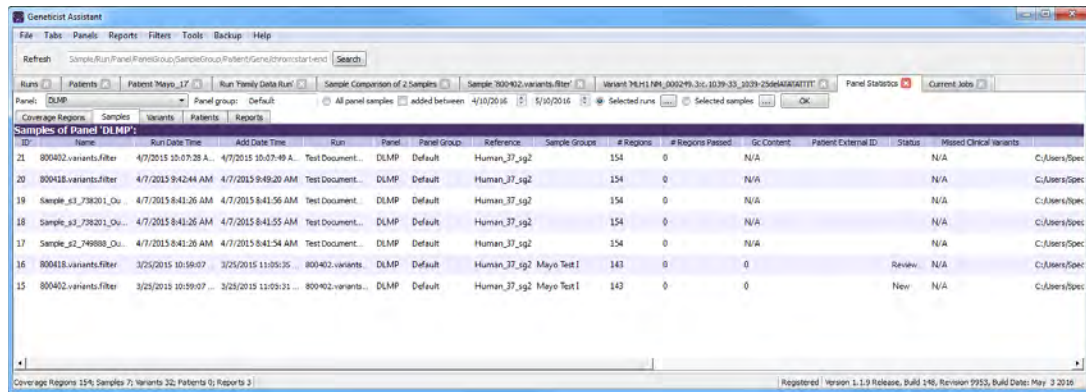 Geneticist Assistant
File Tabs Panels Reports Filters Tools Backup Help
Refresh Sample/Run/Panel/PanelGroup/SampleGroup/Patient/Gene/chrom:start-end Search
Runs Patients Patient 'Mayo_17' Run 'Family Data Run' Sample Comparison of 2 Samples Sample '800402.variants.filter' Variant 'MLH1 NM_000249.3:c.1039-33_1039-25delATATATTTT' Panel Statistics Current Jobs
Panel: DLMP Panel group: Default All panel samples added between 4/10/2016 5/10/2016 Selected runs ... Selected samples ... OK
Coverage Regions Samples Variants Patients Reports
Samples of Panel 'DLMP':
ID Name Run Date Time Add Date Time Run Panel Panel Group Reference Sample Groups # Regions # Regions Passed Gc Content Patient External ID Status Missed Clinical Variants
21 800402.variants.filter 4/7/2015 10:07:28 A... 4/7/2015 10:07:49 A... Test Document... DLMP Default Human_37_sg2 154 0 N/A N/A C:/Users/Spec
20 800418.variants.filter 4/7/2015 9:42:44 AM 4/7/2015 9:49:20 AM Test Document... DLMP Default Human_37_sg2 154 0 N/A N/A C:/Users/Spec
19 Sample_s3_738201_Ou... 4/7/2015 8:41:26 AM 4/7/2015 8:41:56 AM Test Document... DLMP Default Human_37_sg2 154 0 N/A N/A C:/Users/Spec
18 Sample_s1_738201_Ou... 4/7/2015 8:41:26 AM 4/7/2015 8:41:55 AM Test Document... DLMP Default Human_37_sg2 154 0 N/A N/A C:/Users/Spec
17 Sample_s2_749888_Ou... 4/7/2015 8:41:26 AM 4/7/2015 8:41:54 AM Test Document... DLMP Default Human_37_sg2 154 0 N/A N/A C:/Users/Spec
16 800418.variants.filter 3/25/2015 10:59:07 ... 3/25/2015 11:05:35 ... 800402.variants... DLMP Default Human_37_sg2 Mayo Test I 143 0 0 Review... N/A C:/Users/Spec
15 800402.variants.filter 3/25/2015 10:59:07 ... 3/25/2015 11:05:31 ... 800402.variants... DLMP Default Human_37_sg2 Mayo Test I 143 0 0 New N/A C:/Users/Spec
Coverage Regions 154; Samples 7; Variants 32; Patients 0; Reports 3 Registered Version 1.1.9 Release, Build 148, Revision 9953, Build Date: May 3 2016